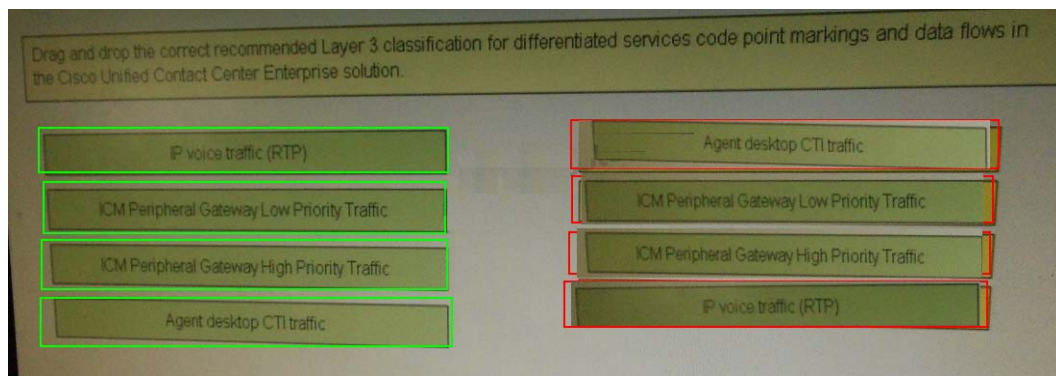 Drag and drop the correct recommended Layer 3 classification for differentiated services code point markings and data flows in
the Cisco Unified Contact Center Enterprise solution.
IP voice traffic (RTP)
Agent desktop CTI traffic
ICM Peripheral Gateway Low Priority Traffic
ICM Peripheral Gateway Low Priority Traffic
ICM Peripheral Gateway High Priority Traffic
ICM Peripheral Gateway High Priority Traffic
Agent desktop CTI traffic
IP voice traffic (RTP)